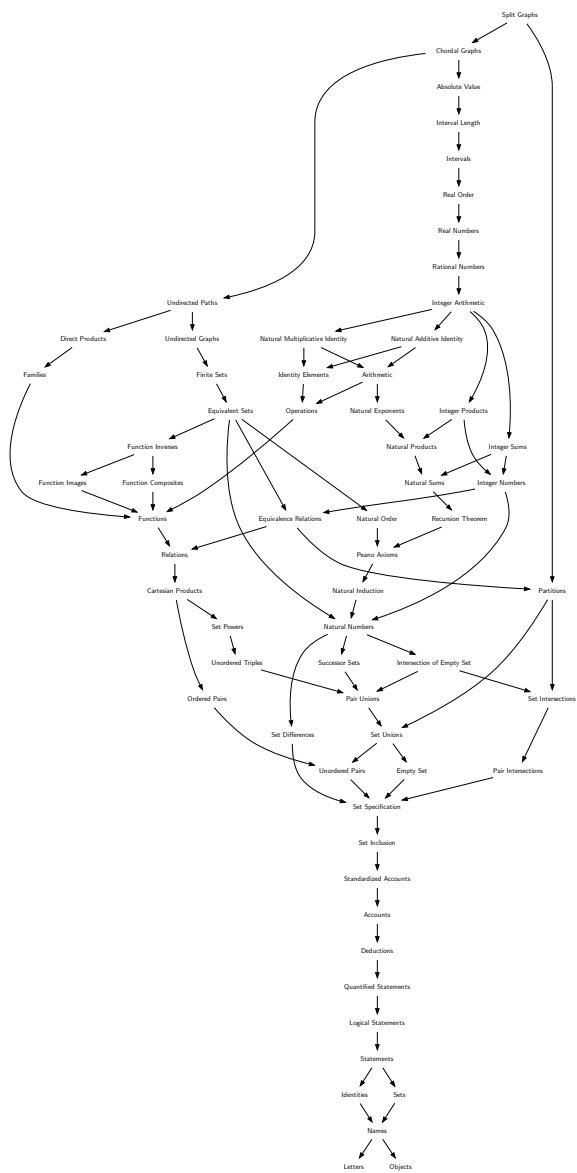 Split Graphs
Chordal Graphs
Absolute Value
Interval Length
Intervals
Real Order
Real Numbers
Rational Numbers
Undirected Paths Integer Arithmetic
Direct Products Undirected Graphs Natural Multiplicative Identity Natural Additive Identity
Families Finite Sets Identity Elements Arithmetic
Equivalent Sets Operations Natural Exponents Integer Products
Function Inverses Natural Products Integer Sums
Function Images Function Composites Natural Sums Integer Numbers
Functions Equivalence Relations Natural Order Recursion Theorem
Relations Peano Axioms
Cartesian Products Natural Induction Partitions
Set Powers Natural Numbers
Unordered Triples Successor Sets Intersection of Empty Set
Ordered Pairs Pair Unions Set Intersections
Set Differences Set Unions
Unordered Pairs Empty Set Pair Intersections
Set Specification
Set Inclusion
Standardized Accounts
Accounts
Deductions
Quantified Statements
Logical Statements
Statements
Identities Sets
Names
Letters Objects